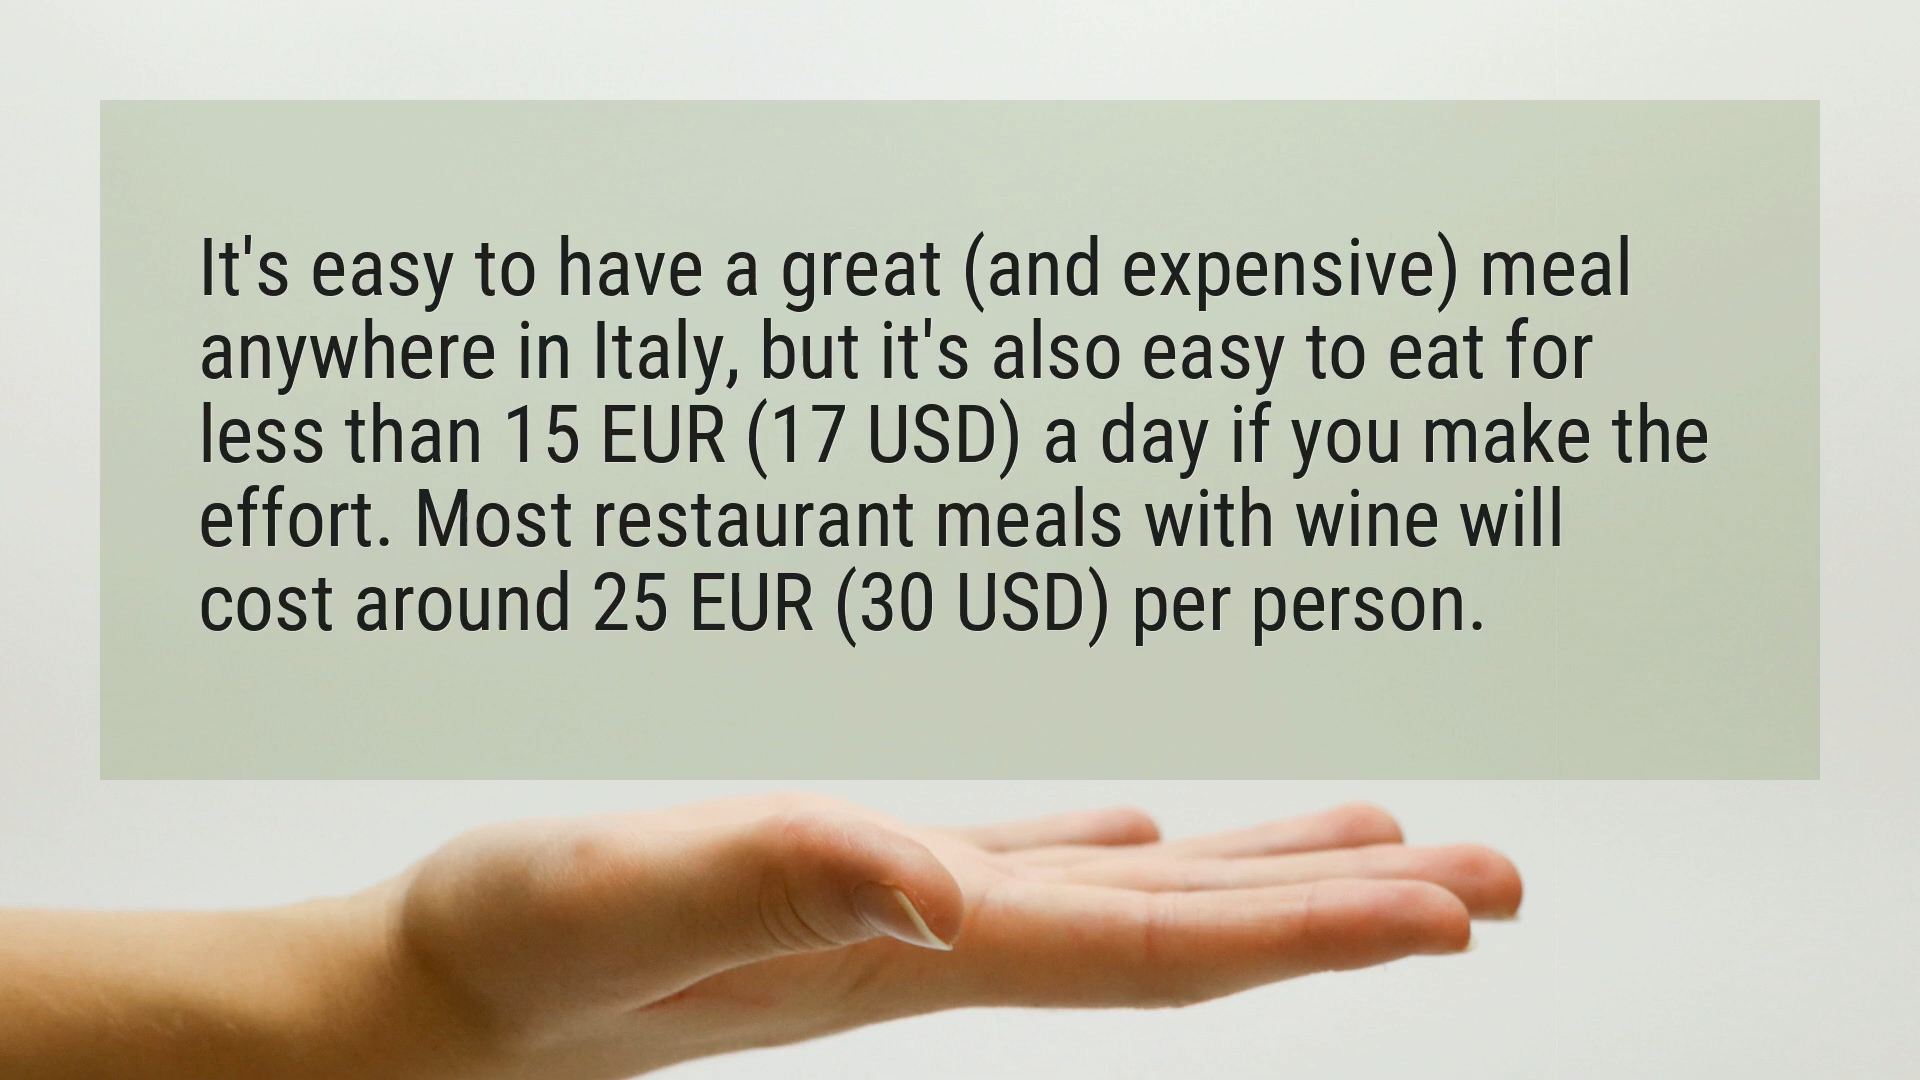 It's easy to have a great (and expensive) meal
anywhere in Italy, but it's also easy to eat for
less than 15 EUR (17 USD) a day if you make the
effort. Most restaurant meals with wine will
cost around 25 EUR (30 USD) per person.